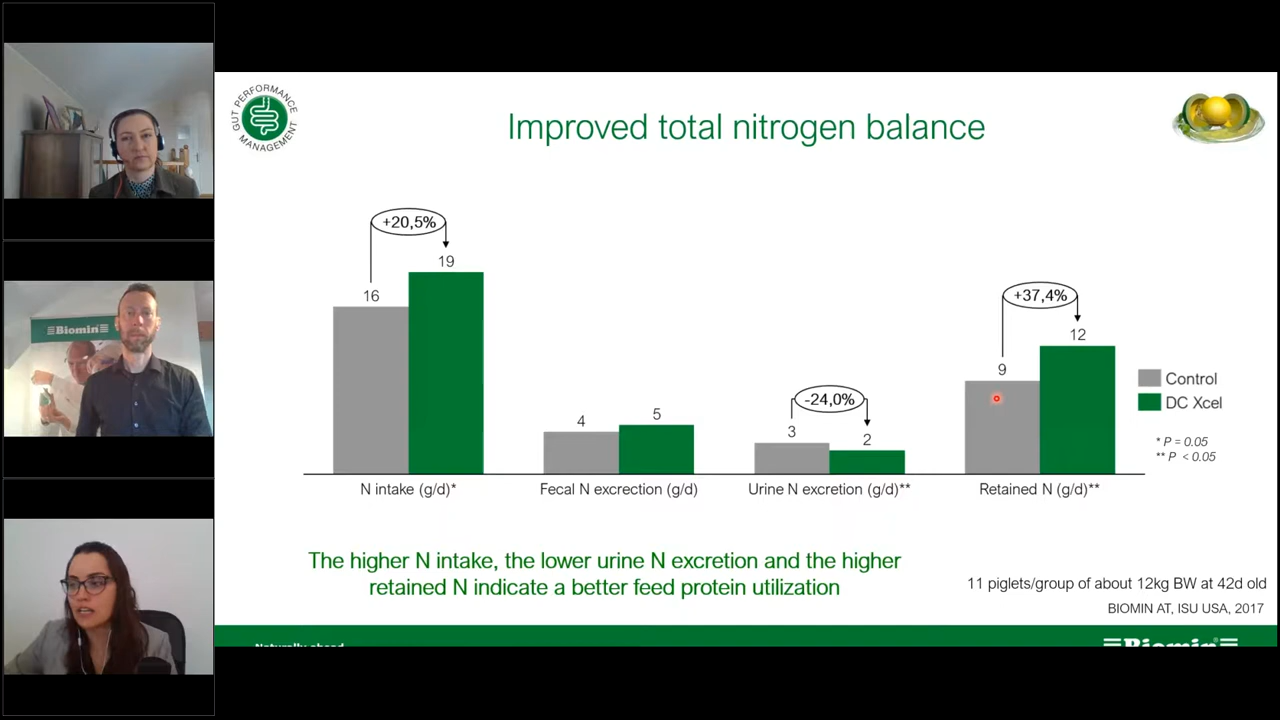 GUT PERFORMANCE
MANAGEMENT
Improved total nitrogen balance
+20,5%
19
16
4
5
-24,0%
3
2
+37,4%
12
9
Control
DC Xcel
* P = 0.05
** P < 0.05
N intake (g/d)*
Fecal N excrection (g/d)
Urine N excretion (g/d)**
Retained N (g/d)**
The higher N intake, the lower urine N excretion and the higher
retained N indicate a better feed protein utilization
11 piglets/group of about 12kg BW at 42d old
BIOMIN AT, ISU USA, 2017
Naturally ahead
Biomin®
Biomin